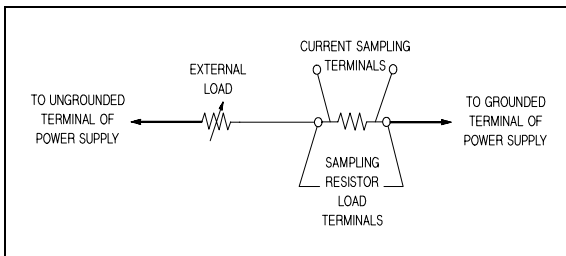 CURRENT SAMPLING
TERMINALS
EXTERNAL
LOAD
TO UNGROUNDED
TERMINAL OF
POWER SUPPLY
TO GROUNDED
TERMINAL OF
POWER SUPPLY
SAMPLING
RESISTOR
LOAD
TERMINALS